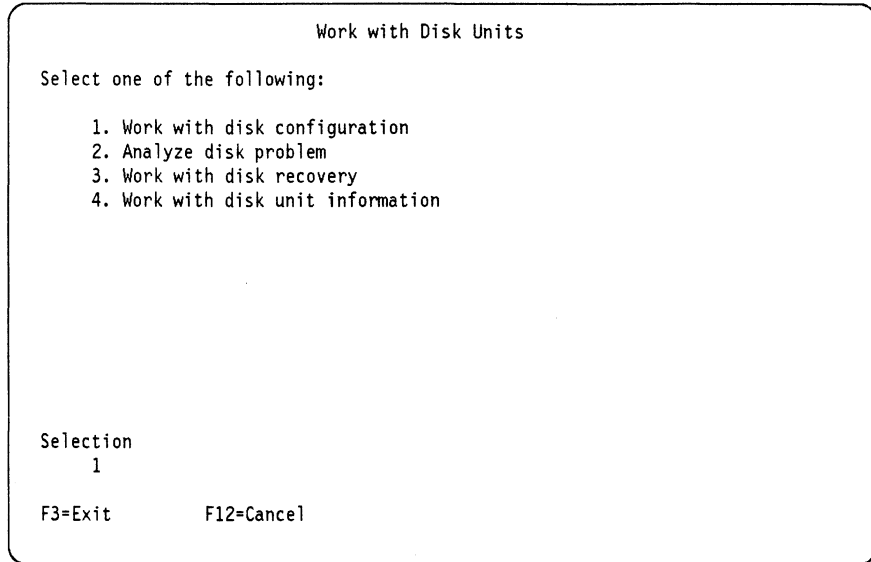 Work with Disk Units
Select one of the following:
1. Work with disk configuration
2. Analyze disk problem
3. Work with disk recovery
4. Work with disk unit information
Selection
1
F3=Exit F12=Cancel